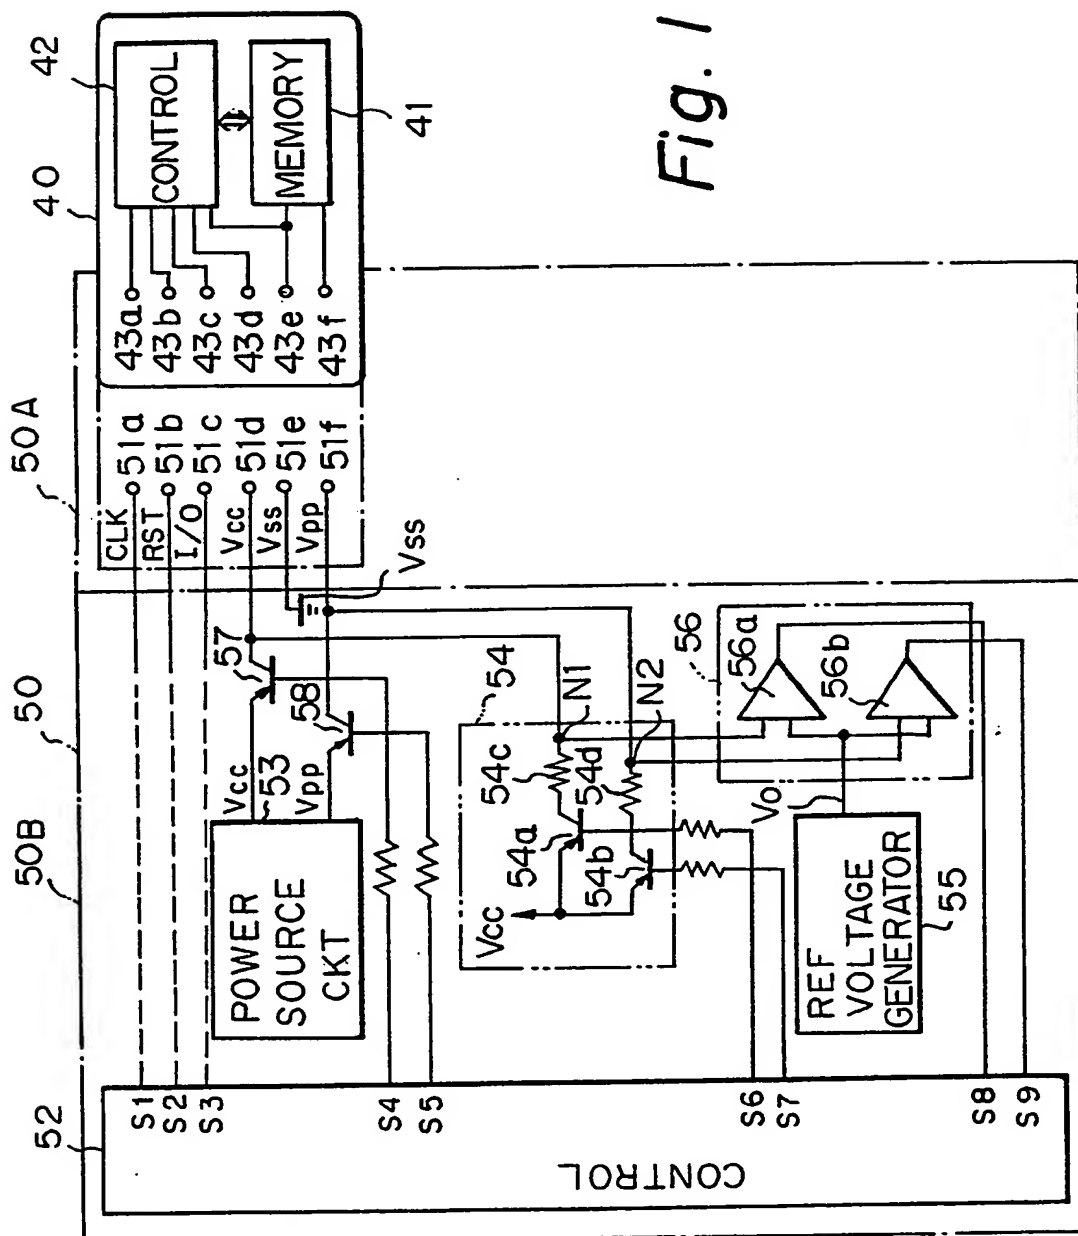 Fig. 1
50B
50
50A
40
42
52
CONTROL
S1
S2
S3
S4
S5
S6
S7
S8
S9
POWER
SOURCE
CKT
53
Vcc
Vpp
57
58
CLK
RST
I/O
Vcc
Vss
Vpp
51a
51b
51c
51d
51e
51f
Vss
43a
43b
43c
43d
43e
43f
CONTROL
MEMORY
41
54
54a
54b
54c
54d
Vcc
N1
N2
REF
VOLTAGE
GENERATOR
55
Vo
56
56a
56b